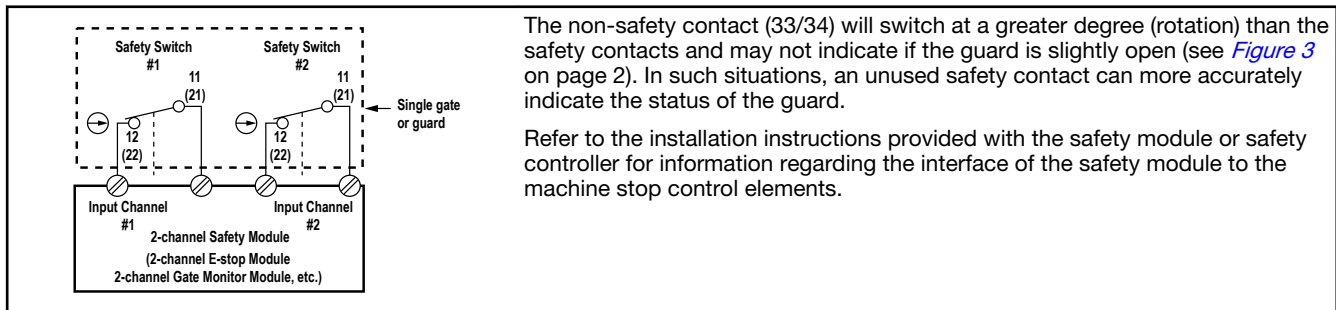 Safety Switch
#1
Safety Switch
#2
11
(21)
11
(21)
12
(22)
12
(22)
Single gate
or guard
Input Channel
#1
Input Channel
#2
2-channel Safety Module
(2-channel E-stop Module
2-channel Gate Monitor Module, etc.)
The non-safety contact (33/34) will switch at a greater degree (rotation) than the
safety contacts and may not indicate if the guard is slightly open (see Figure 3
on page 2). In such situations, an unused safety contact can more accurately
indicate the status of the guard.
Refer to the installation instructions provided with the safety module or safety
controller for information regarding the interface of the safety module to the
machine stop control elements.